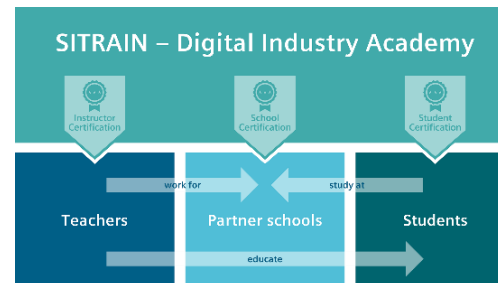 SITRAIN – Digital Industry Academy
Instructor
Certification
School
Certification
Student
Certification
work for
study at
Teachers
Partner schools
Students
educate